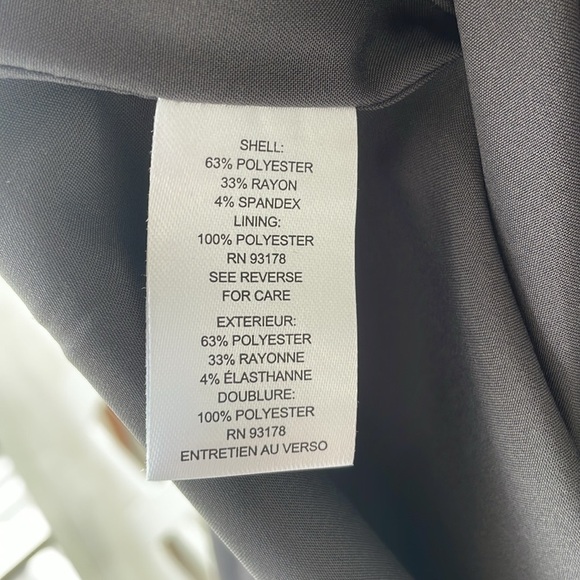 SHELL:
63% POLYESTER
33% RAYON
4% SPANDEX
LINING:
100% POLYESTER
RN 93178
SEE REVERSE
FOR CARE
EXTERIEUR:
63% POLYESTER
33% RAYONNE
4% ÉLASTHANNE
DOUBLURE:
100% POLYESTER
RN 93178
ENTRETIEN AU VERSO